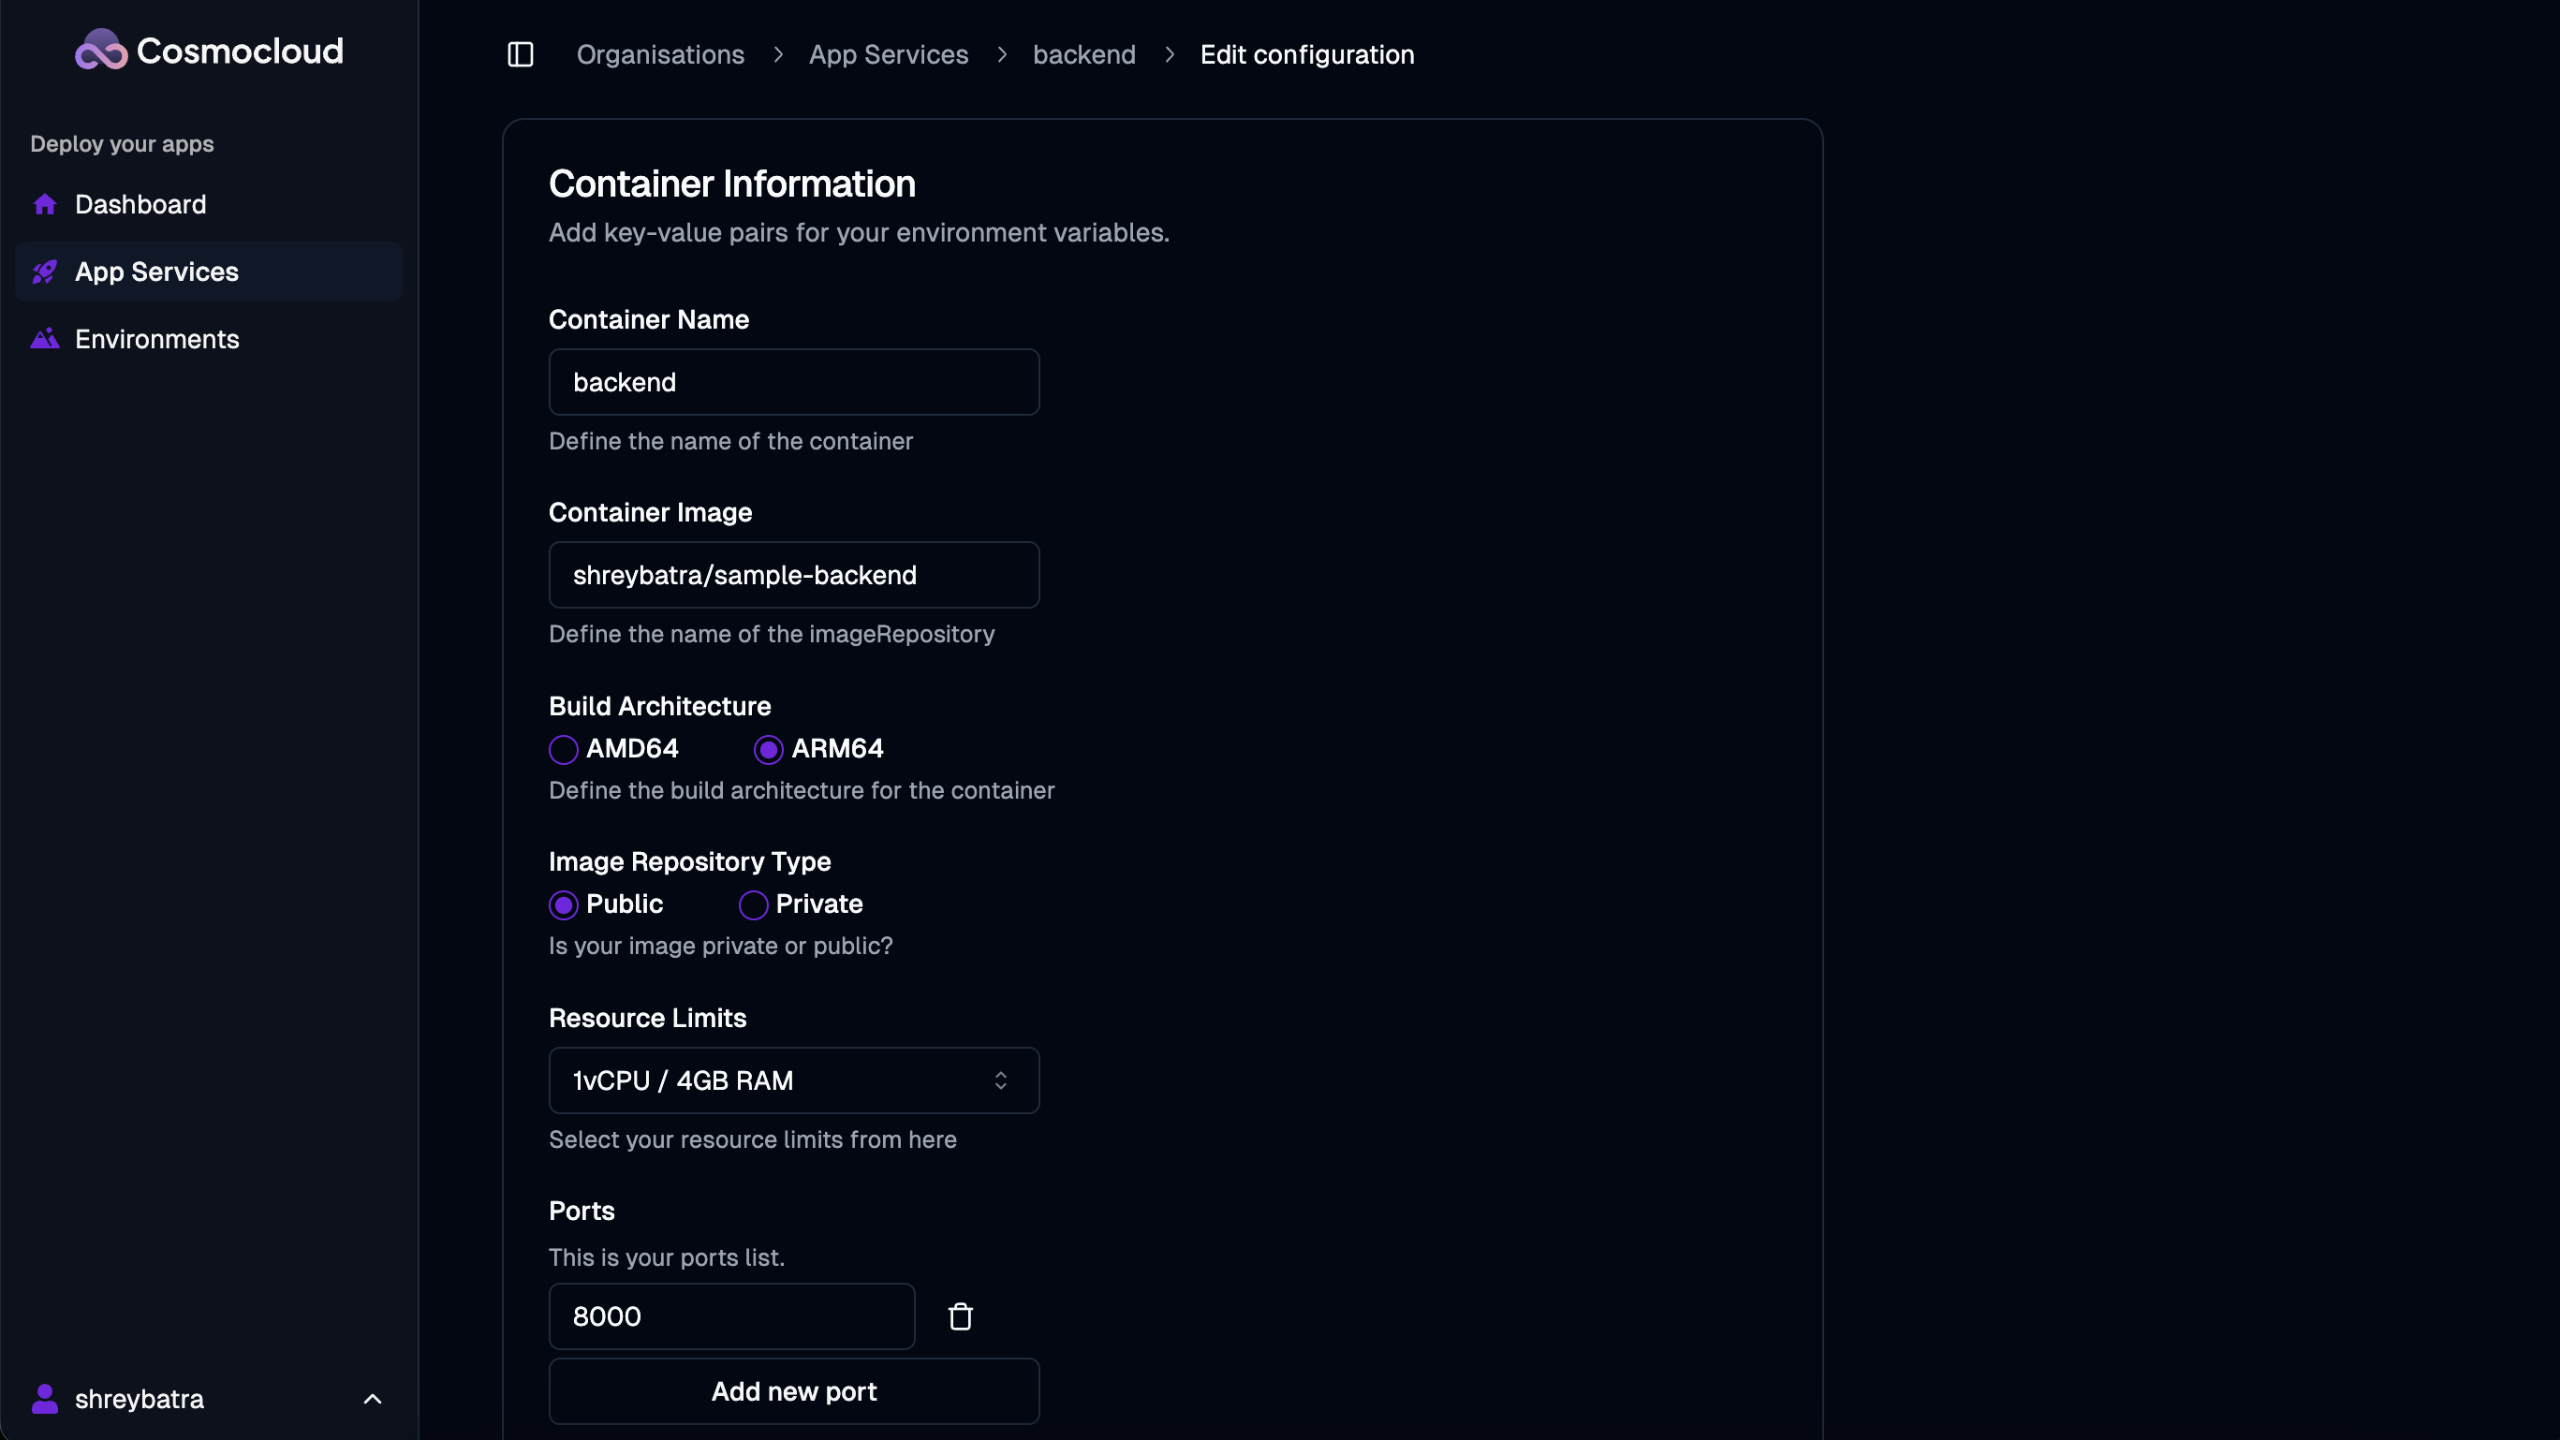 Cosmocloud
Deploy your apps
Dashboard
App Services
Environments
shreybatra
Organisations > App Services > backend > Edit configuration
Container Information
Add key-value pairs for your environment variables.
Container Name
backend
Define the name of the container
Container Image
shreybatra/sample-backend
Define the name of the imageRepository
Build Architecture
AMD64 ARM64
Define the build architecture for the container
Image Repository Type
Public Private
Is your image private or public?
Resource Limits
1vCPU / 4GB RAM
Select your resource limits from here
Ports
This is your ports list.
8000
Add new port